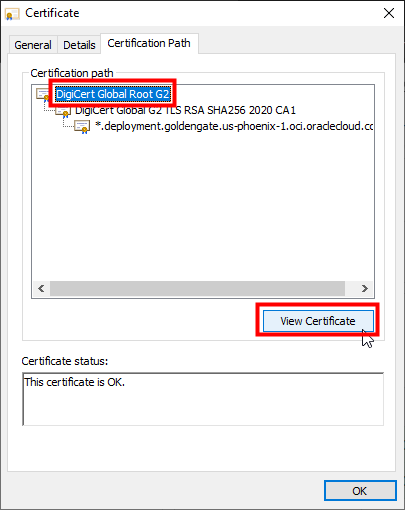 Certificate
General Details Certification Path
Certification path
DigiCert Global Root G2
DigiCert Global G2 TLS RSA SHA256 2020 CA1
*.deployment.goldengate.us-phoenix-1.oci.oraclecloud.co
View Certificate
Certificate status:
This certificate is OK.
OK